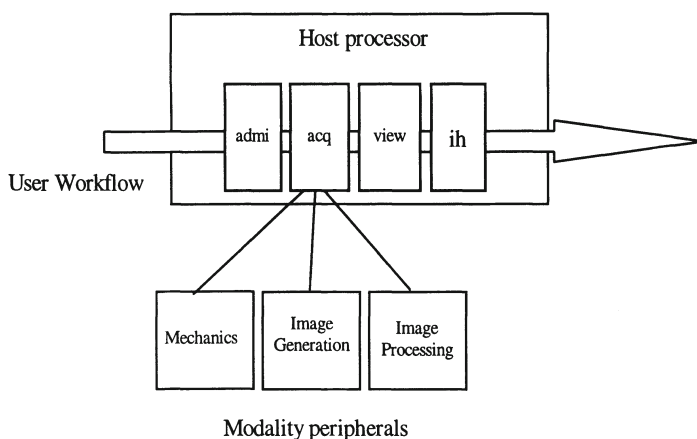 Host processor
admi
acq
view
ih
User Workflow
Mechanics
Image
Generation
Image
Processing
Modality peripherals